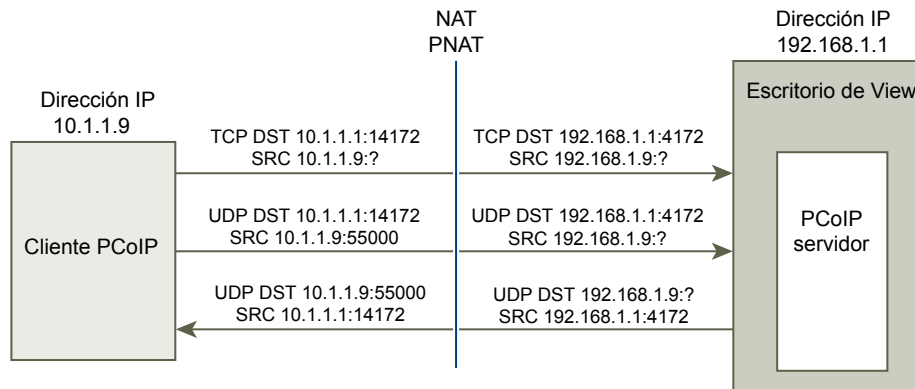 NAT
PNAT
Dirección IP
192.168.1.1
Dirección IP
10.1.1.9
Escritorio de View
TCP DST 10.1.1.1:14172
SRC 10.1.1.9:?
TCP DST 192.168.1.1:4172
SRC 192.168.1.9:?
Cliente PCoIP
UDP DST 10.1.1.1:14172
SRC 10.1.1.9:55000
UDP DST 192.168.1.1:4172
SRC 192.168.1.9:?
PCoIP
servidor
UDP DST 10.1.1.9:55000
SRC 10.1.1.1:14172
UDP DST 192.168.1.9:?
SRC 192.168.1.1:4172